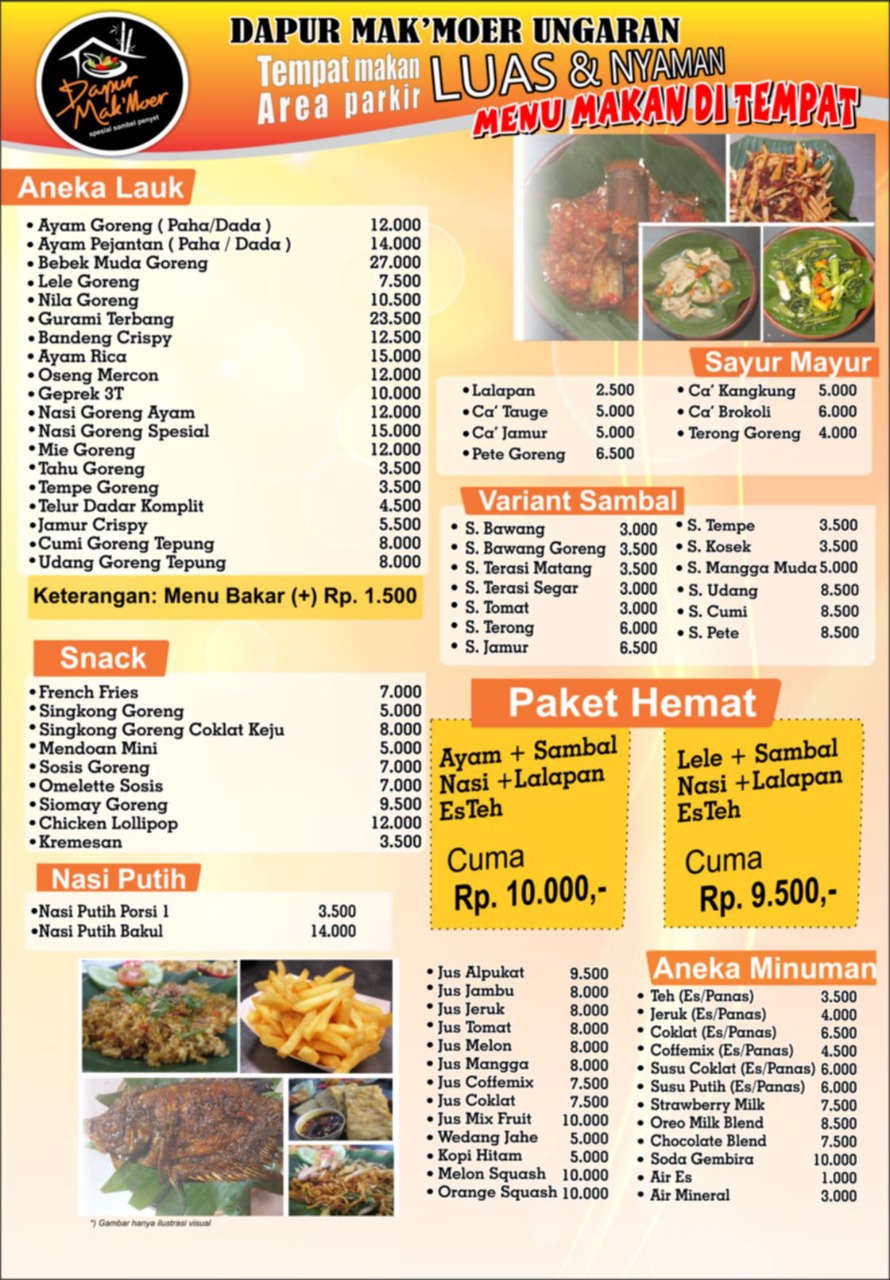 DAPUR MAK'MOER UNGARAN
Tempat makan
Area parkir
LUAS & NYAMAN
MENU MAKAN DI TEMPAT
Dapur
Mak'Moer
spesial sambel penyet
Aneka Lauk
• Ayam Goreng ( Paha/Dada ) 12.000
• Ayam Pejantan ( Paha / Dada ) 14.000
• Bebek Muda Goreng 27.000
• Lele Goreng 7.500
• Nila Goreng 10.500
• Gurami Terbang 23.500
• Bandeng Crispy 12.500
• Ayam Rica 15.000
• Oseng Mercon 12.000
• Geprek 3T 10.000
• Nasi Goreng Ayam 12.000
• Nasi Goreng Spesial 15.000
• Mie Goreng 12.000
• Tahu Goreng 3.500
• Tempe Goreng 3.500
• Telur Dadar Komplit 4.500
• Jamur Crispy 5.500
• Cumi Goreng Tepung 8.000
• Udang Goreng Tepung 8.000
Keterangan: Menu Bakar (+) Rp. 1.500
Snack
• French Fries 7.000
• Singkong Goreng 5.000
• Singkong Goreng Coklat Keju 8.000
• Mendoan Mini 5.000
• Sosis Goreng 7.000
• Omelette Sosis 7.000
• Siomay Goreng 9.500
• Chicken Lollipop 12.000
• Kremesan 3.500
Nasi Putih
•Nasi Putih Porsi 1 3.500
•Nasi Putih Bakul 14.000
*) Gambar hanya ilustrasi visual
Sayur Mayur
• Lalapan 2.500
• Ca' Tauge 5.000
• Ca' Jamur 5.000
• Pete Goreng 6.500
• Ca' Kangkung 5.000
• Ca' Brokoli 6.000
• Terong Goreng 4.000
Variant Sambal
• S. Bawang 3.000
• S. Bawang Goreng 3.500
• S. Terasi Matang 3.500
• S. Terasi Segar 3.000
• S. Tomat 3.000
• S. Terong 6.000
• S. Jamur 6.500
• S. Tempe 3.500
• S. Kosek 3.500
• S. Mangga Muda 5.000
• S. Udang 8.500
• S. Cumi 8.500
• S. Pete 8.500
Paket Hemat
Ayam + Sambal
Nasi +Lalapan
EsTeh
Cuma
Rp. 10.000,-
Lele + Sambal
Nasi +Lalapan
EsTeh
Cuma
Rp. 9.500,-
• Jus Alpukat 9.500
• Jus Jambu 8.000
• Jus Jeruk 8.000
• Jus Tomat 8.000
• Jus Melon 8.000
• Jus Mangga 8.000
• Jus Coffemix 7.500
• Jus Coklat 7.500
• Jus Mix Fruit 10.000
• Wedang Jahe 5.000
• Kopi Hitam 5.000
• Melon Squash 10.000
• Orange Squash 10.000
Aneka Minuman
• Teh (Es/Panas) 3.500
• Jeruk (Es/Panas) 4.000
• Coklat (Es/Panas) 6.500
• Coffemix (Es/Panas) 4.500
• Susu Coklat (Es/Panas) 6.000
• Susu Putih (Es/Panas) 6.000
• Strawberry Milk 7.500
• Oreo Milk Blend 8.500
• Chocolate Blend 7.500
• Soda Gembira 10.000
• Air Es 1.000
• Air Mineral 3.000